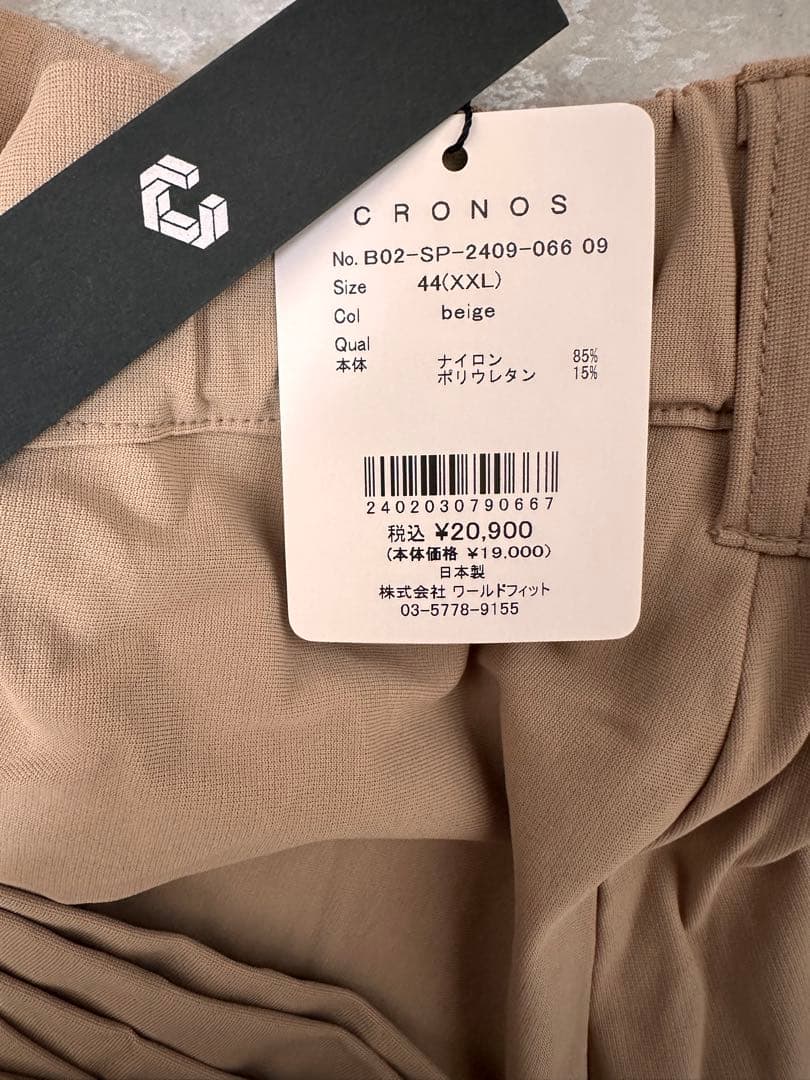 CRONOS
No. B02-SP-2409-066 09
Size 44(XXL)
Col beige
Qual
本体 ナイロン 85%
ポリウレタン 15%
2402030790667
税込 ¥20,900
(本体価格 ¥19,000)
日本製
株式会社 ワールドフィット
03-5778-9155